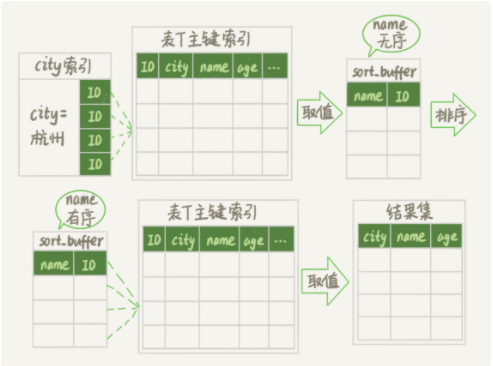 city索引
ID
ID
ID
ID
city=
杭州
表T主键索引
ID city name age ...
取值
name
无序
sort_buffer
name ID
排序
name
有序
sort_buffer
name ID
表T主键索引
ID city name age ...
取值
结果集
city name age